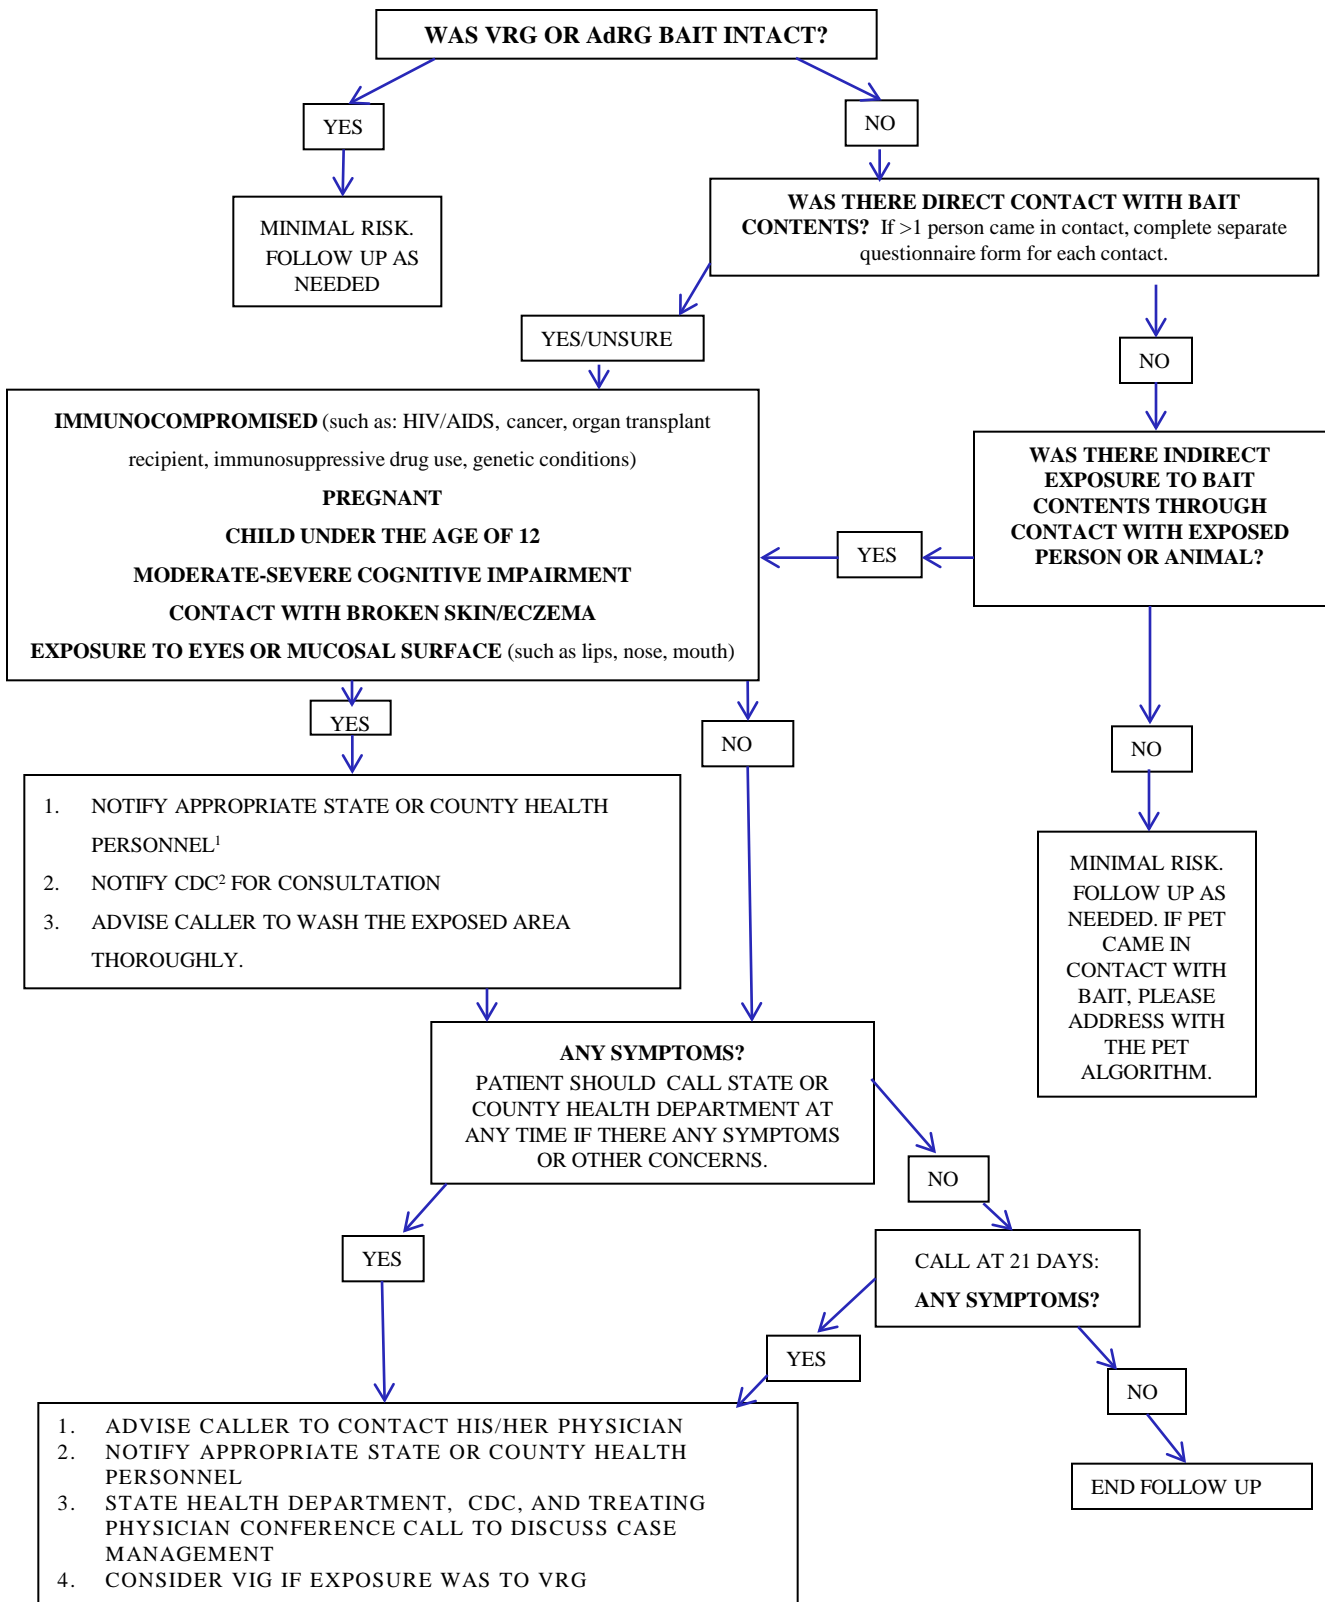 WAS VRG OR AdRG BAIT INTACT?
YES
NO
MINIMAL RISK.
FOLLOW UP AS
NEEDED
WAS THERE DIRECT CONTACT WITH BAIT
CONTENTS? If >1 person came in contact, complete separate
questionnaire form for each contact.
YES/UNSURE
NO
IMMUNOCOMPROMISED (such as: HIV/AIDS, cancer, organ transplant
recipient, immunosuppressive drug use, genetic conditions)
PREGNANT
CHILD UNDER THE AGE OF 12
MODERATE-SEVERE COGNITIVE IMPAIRMENT
CONTACT WITH BROKEN SKIN/ECZEMA
EXPOSURE TO EYES OR MUCOSAL SURFACE (such as lips, nose, mouth)
YES
WAS THERE INDIRECT
EXPOSURE TO BAIT
CONTENTS THROUGH
CONTACT WITH EXPOSED
PERSON OR ANIMAL?
YES
NO
NO
1. NOTIFY APPROPRIATE STATE OR COUNTY HEALTH
PERSONNEL¹
2. NOTIFY CDC² FOR CONSULTATION
3. ADVISE CALLER TO WASH THE EXPOSED AREA
THOROUGHLY.
MINIMAL RISK.
FOLLOW UP AS
NEEDED. IF PET
CAME IN
CONTACT WITH
BAIT, PLEASE
ADDRESS WITH
THE PET
ALGORITHM.
ANY SYMPTOMS?
PATIENT SHOULD CALL STATE OR
COUNTY HEALTH DEPARTMENT AT
ANY TIME IF THERE ANY SYMPTOMS
OR OTHER CONCERNS.
NO
YES
CALL AT 21 DAYS:
ANY SYMPTOMS?
YES
NO
1. ADVISE CALLER TO CONTACT HIS/HER PHYSICIAN
2. NOTIFY APPROPRIATE STATE OR COUNTY HEALTH
PERSONNEL
3. STATE HEALTH DEPARTMENT, CDC, AND TREATING
PHYSICIAN CONFERENCE CALL TO DISCUSS CASE
MANAGEMENT
4. CONSIDER VIG IF EXPOSURE WAS TO VRG
END FOLLOW UP